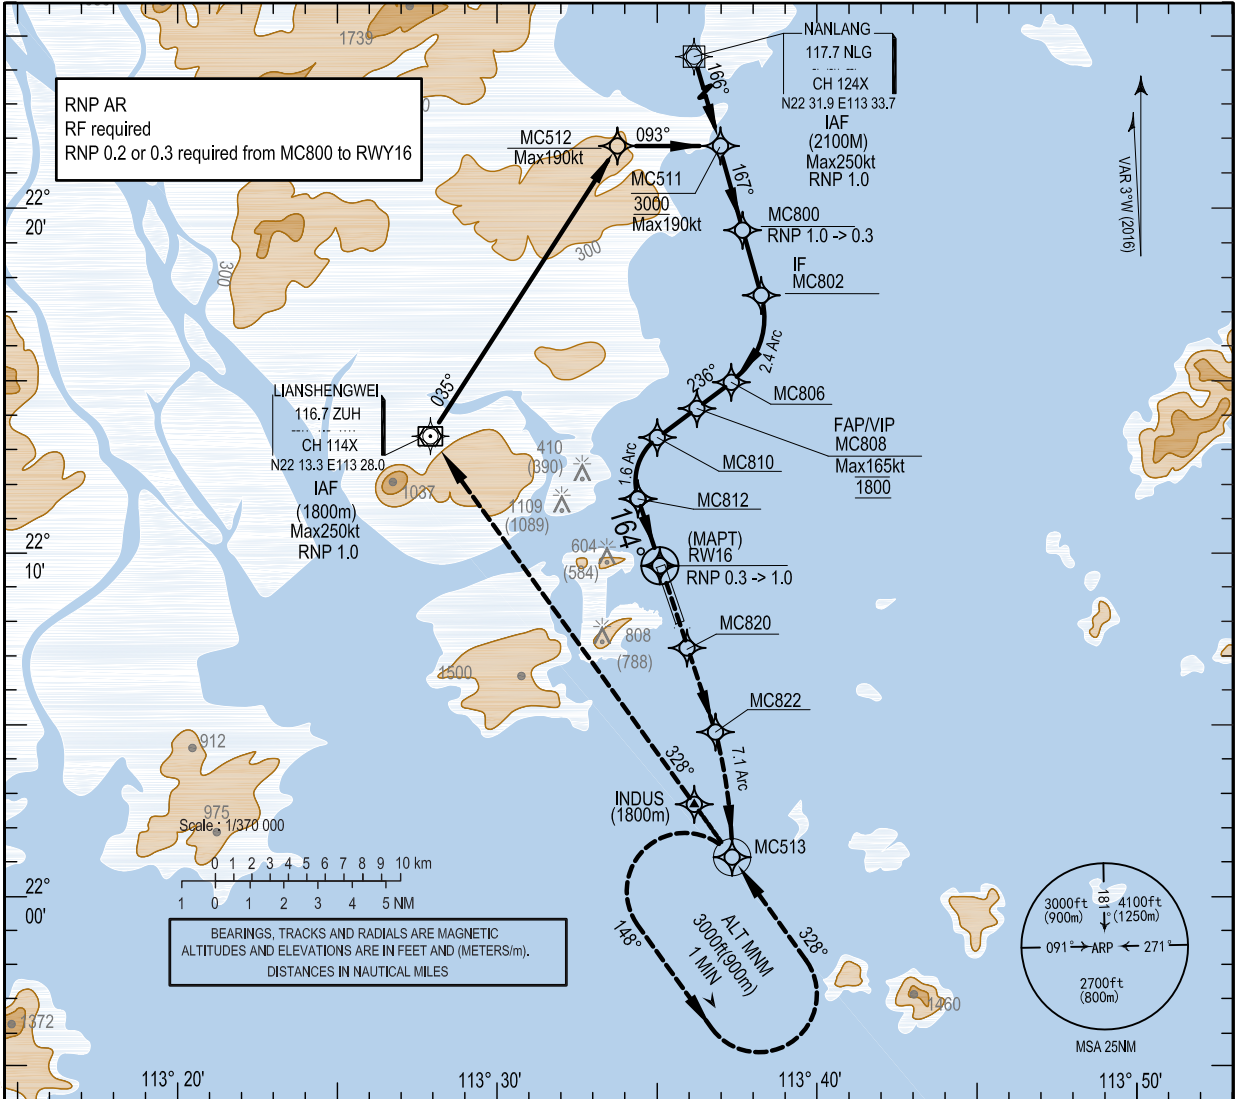 1739
NANLANG
117.7 NLG
CH 124X
N22 31.9 E113 33.7
IAF
(2100M)
Max250kt
RNP 1.0
166°
RNP AR
RF required
RNP 0.2 or 0.3 required from MC800 to RWY16
MC512
Max190kt
093°
MC511
3000
Max190kt
167°
VAR 3°W (2016)
22°
20'
MC800
RNP 1.0 -> 0.3
300
300
IF
MC802
2.4 Arc
236°
MC806
035°
LIANSHENGWEI
116.7 ZUH
CH 114X
N22 13.3 E113 28.0
IAF
(1800m)
Max250kt
RNP 1.0
FAP/VIP
MC808
Max165kt
1800
410
(390)
1.6 Arc
MC810
1037
1109
(1089)
MC812
164°
604
(584)
(MAPT)
RW16
RNP 0.3 -> 1.0
22°
10'
808
(788)
MC820
1500
MC822
912
328°
7.1 Arc
INDUS
(1800m)
975
Scale : 1/370 000
MC513
0 1 2 3 4 5 6 7 8 9 10 km
1 0 1 2 3 4 5 NM
22°
00'
BEARINGS, TRACKS AND RADIALS ARE MAGNETIC
ALTITUDES AND ELEVATIONS ARE IN FEET AND (METERS/m).
DISTANCES IN NAUTICAL MILES
148°
ALT MNM
3000ft(900m)
1 MIN
328°
181°
3000ft
(900m)
4100ft
(1250m)
091° ARP 271°
2700ft
(800m)
MSA 25NM
1460
1372
113° 20'
113° 30'
113° 40'
113° 50'